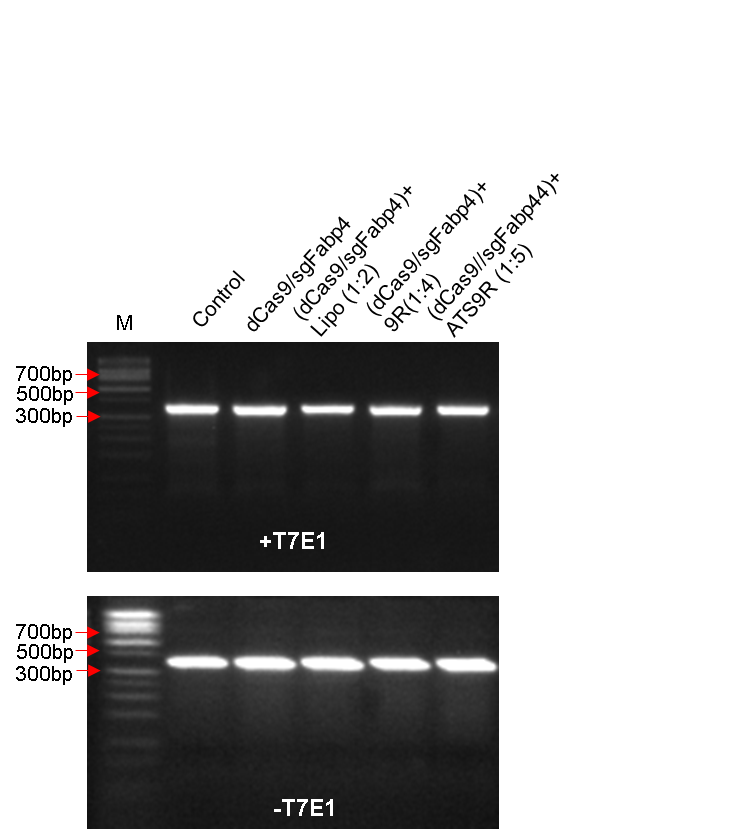 M
Control
dCas9/sgFabp4
(dCas9/sgFabp4)+
Lipo (1:2)
(dCas9/sgFabp4)+
9R(1:4)
(dCas9//sgFabp44)+
ATS9R (1:5)
700bp
500bp
300bp
+T7E1
700bp
500bp
300bp
-T7E1